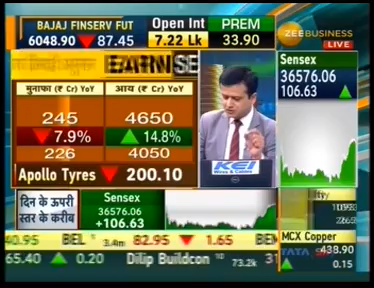 BAJAJ FINSERV FUT
6048.90 ▼ 87.45
Open Int
7.22 Lk
PREM
33.90
ZEE BUSINESS
LIVE
मुनाफा (₹ Cr) YoY
आय (₹ Cr) YoY
245
4650
▼ 7.9%
▲ 14.8%
226
4050
Apollo Tyres ▼ 200.10
KEI
Wires & Cables
Sensex
36576.06
106.63 ▲
दिन के ऊपरी
स्तर के करीब
Sensex
36576.06
+106.63
40.95
BEL
3.4m
82.95 ▼ 1.65
MCX Copper
438.90
▲ 0.15
65.40 ▲ 0.20
Dilip Buildcon
73.2k